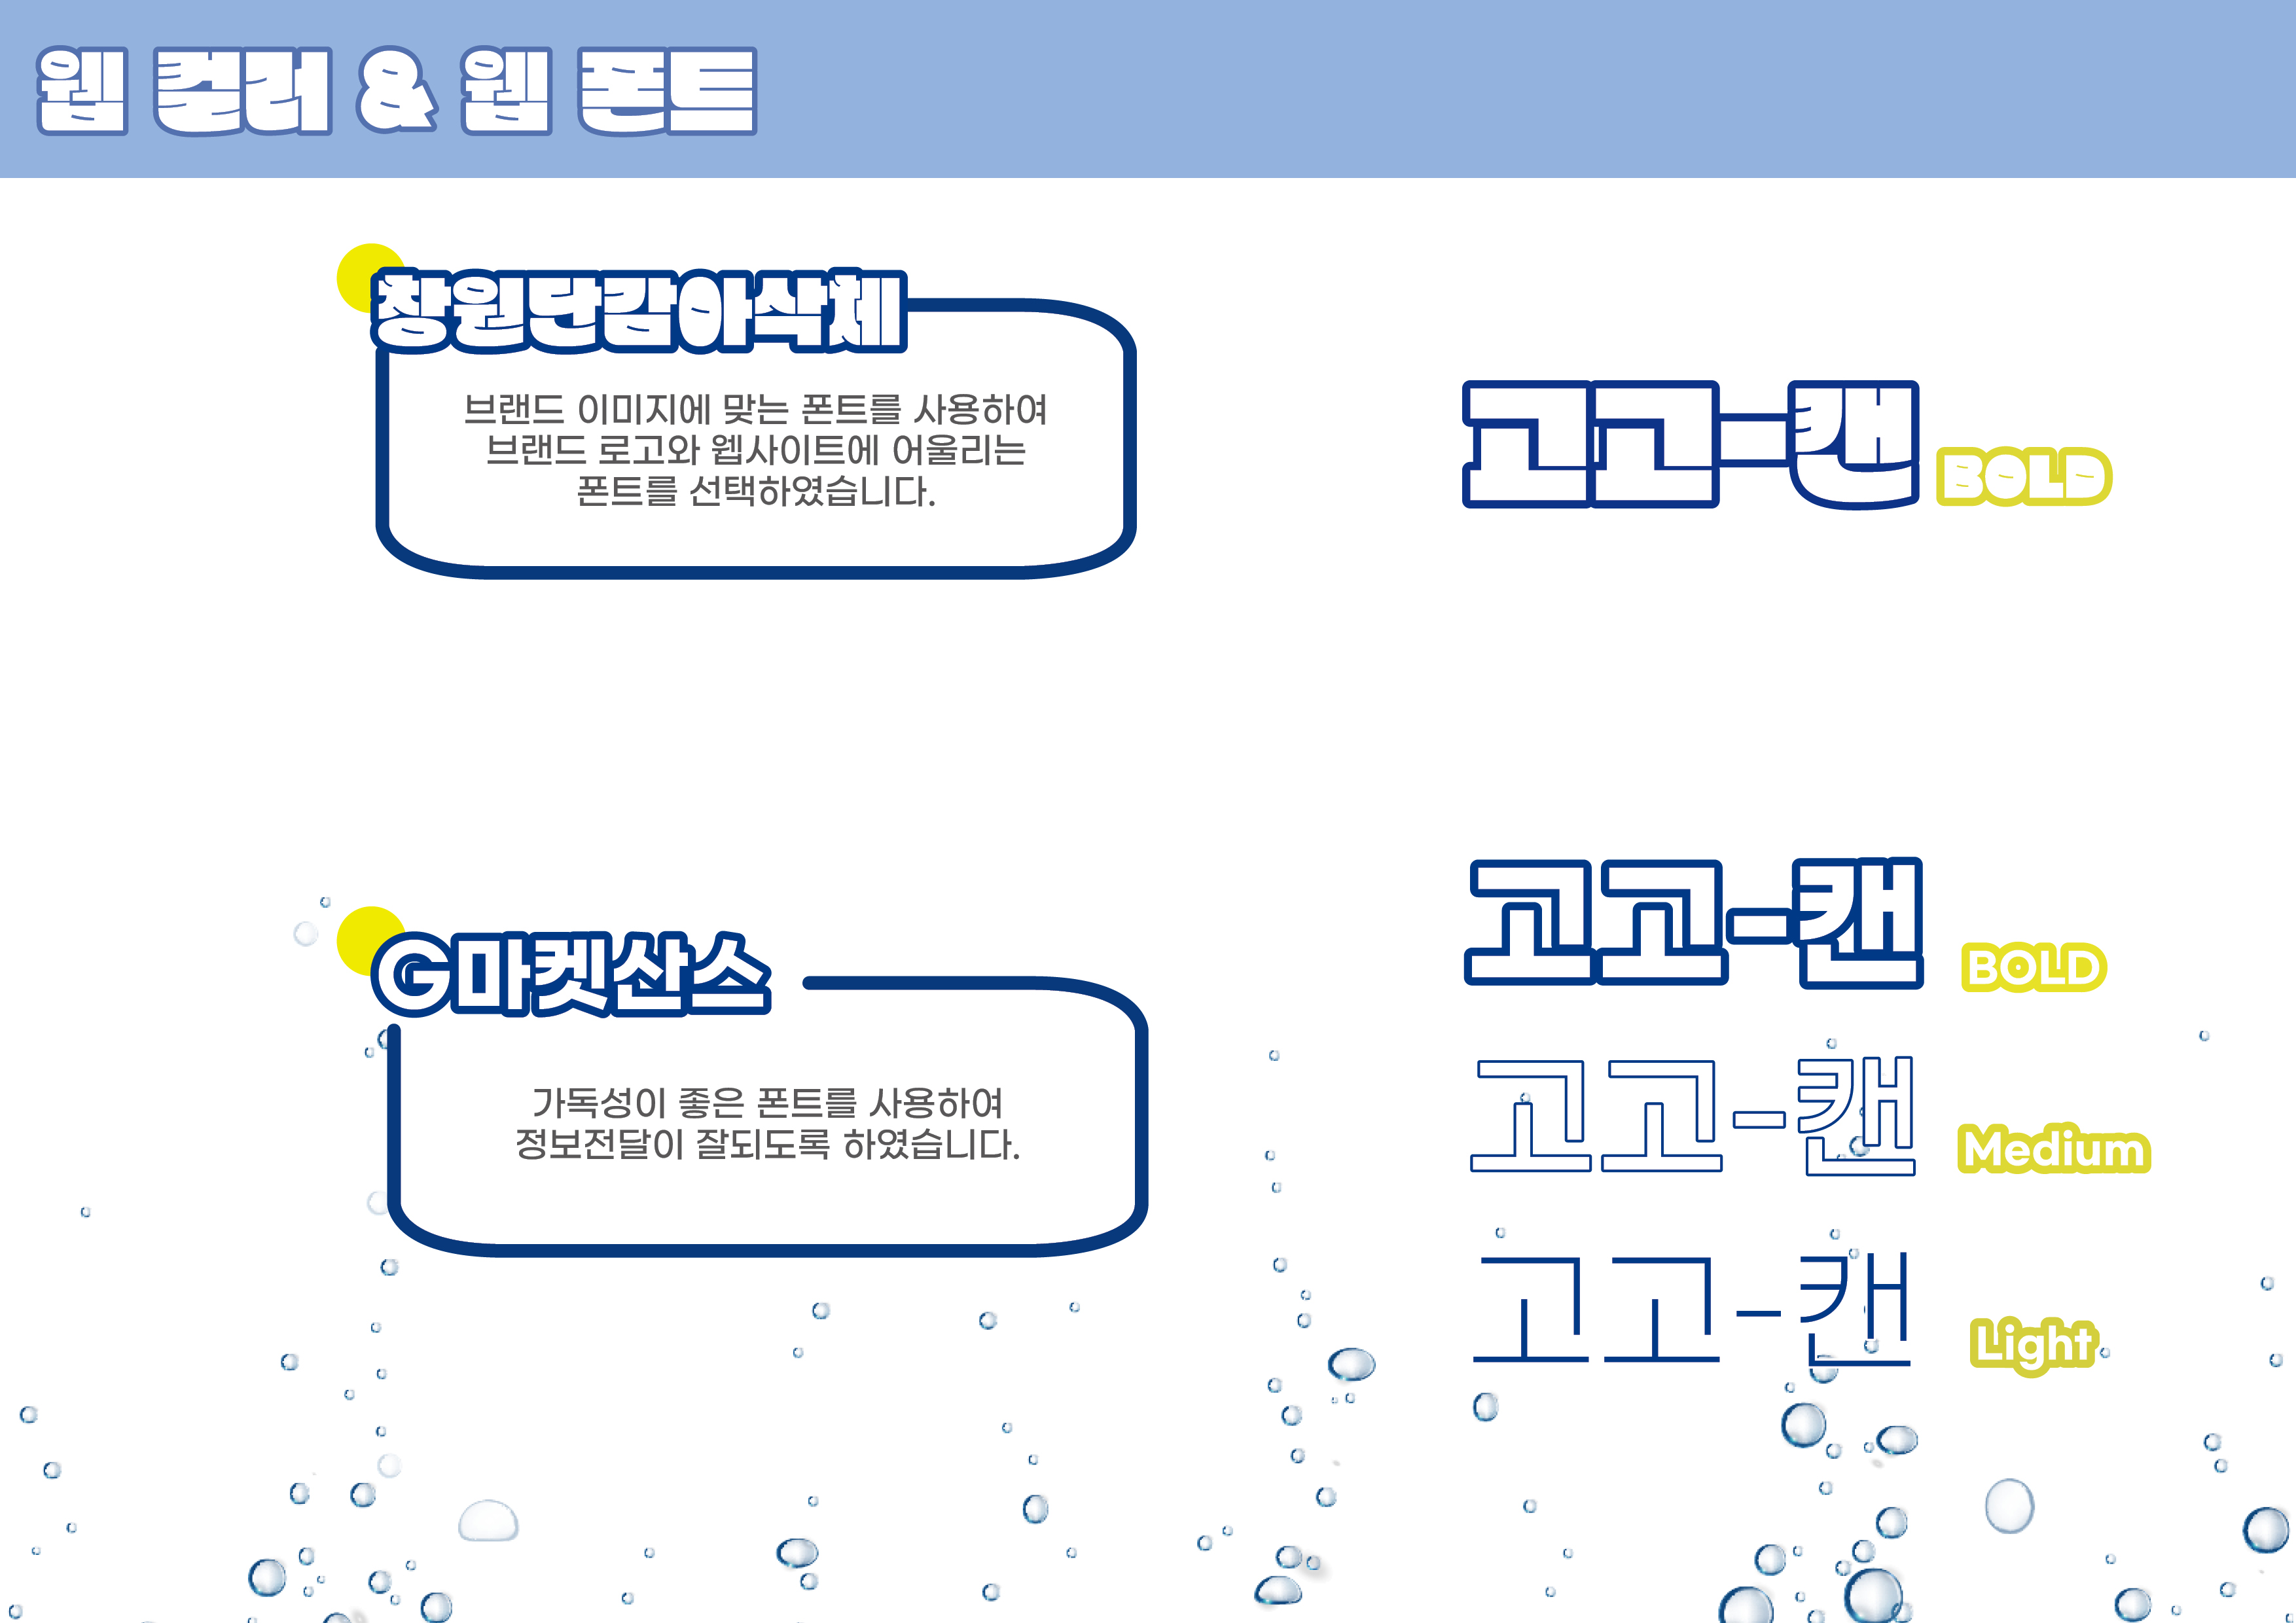 웹 컬러 & 웹 폰트
창원단감아삭체
브랜드 이미지에 맞는 폰트를 사용하여
브랜드 로고와 웹사이트에 어울리는
폰트를 선택하였습니다.
고고-캔 BOLD
G마켓산스
가독성이 좋은 폰트를 사용하여
정보전달이 잘되도록 하였습니다.
고고-캔 BOLD
고고-캔 Medium
고고-캔 Light